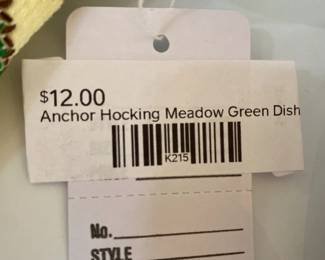 $12.00
Anchor Hocking Meadow Green Dish
K215
No.
STYLE